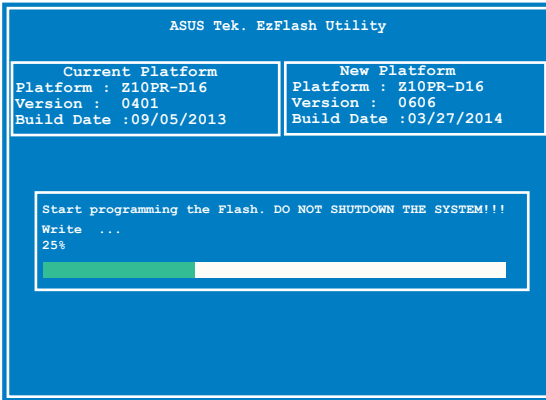 ASUS Tek. EzFlash Utility
Current Platform
Platform : Z10PR-D16
Version : 0401
Build Date :09/05/2013
New Platform
Platform : Z10PR-D16
Version : 0606
Build Date :03/27/2014
Start programming the Flash. DO NOT SHUTDOWN THE SYSTEM!!!
Write ...
25%